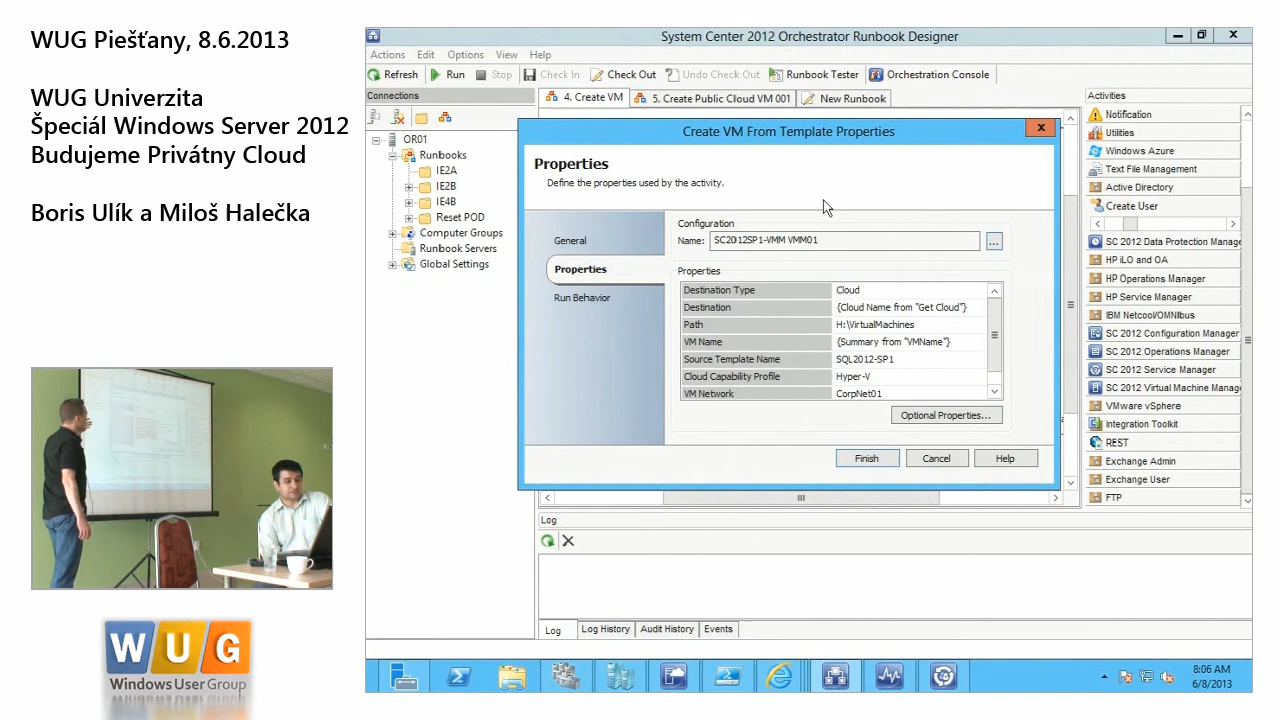 WUG Piešťany, 8.6.2013
WUG Univerzita
Špeciál Windows Server 2012
Budujeme Privátny Cloud
Boris Ulík a Miloš Halečka
WUG
Windows User Group
System Center 2012 Orchestrator Runbook Designer
Actions Edit Options View Help
Refresh Run Stop Check In Check Out Undo Check Out Runbook Tester Orchestration Console
Connections
4. Create VM 5. Create Public Cloud VM 001 New Runbook
OR01
Runbooks
IE2A
IE2B
IE4B
Reset POD
Computer Groups
Runbook Servers
Global Settings
Create VM From Template Properties
Properties
Define the properties used by the activity.
General
Properties
Run Behavior
Configuration
Name: SC2012SP1-VMM VMM01 ...
Properties
Destination Type Cloud
Destination {Cloud Name from "Get Cloud"}
Path H:\VirtualMachines
VM Name {Summary from "VMName"}
Source Template Name SQL2012-SP1
Cloud Capability Profile Hyper-V
VM Network CorpNet01
Optional Properties...
Finish Cancel Help
Activities
Notification
Utilities
Windows Azure
Text File Management
Active Directory
Create User
SC 2012 Data Protection Manage
HP iLO and OA
HP Operations Manager
HP Service Manager
IBM Netcool/OMNIbus
SC 2012 Configuration Manager
SC 2012 Operations Manager
SC 2012 Service Manager
SC 2012 Virtual Machine Manag
VMware vSphere
Integration Toolkit
REST
Exchange Admin
Exchange User
FTP
Log
Log Log History Audit History Events
8:06 AM
6/8/2013